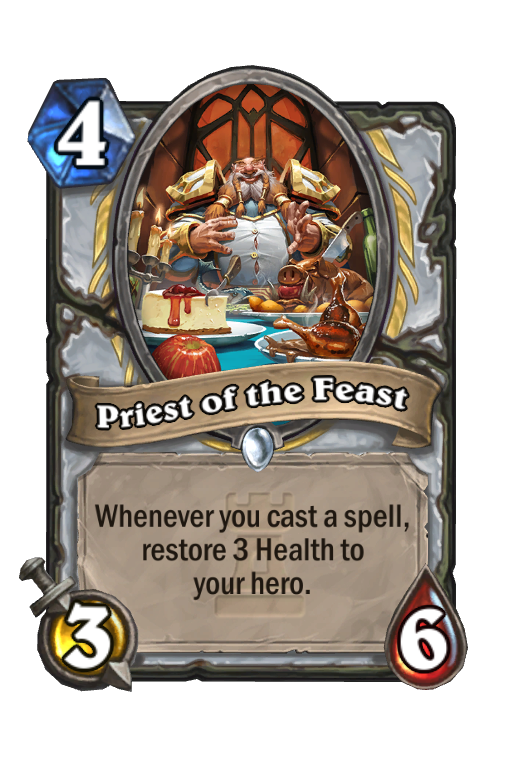 4
Priest of the Feast
Whenever you cast a spell,
restore 3 Health to
your hero.
3
6